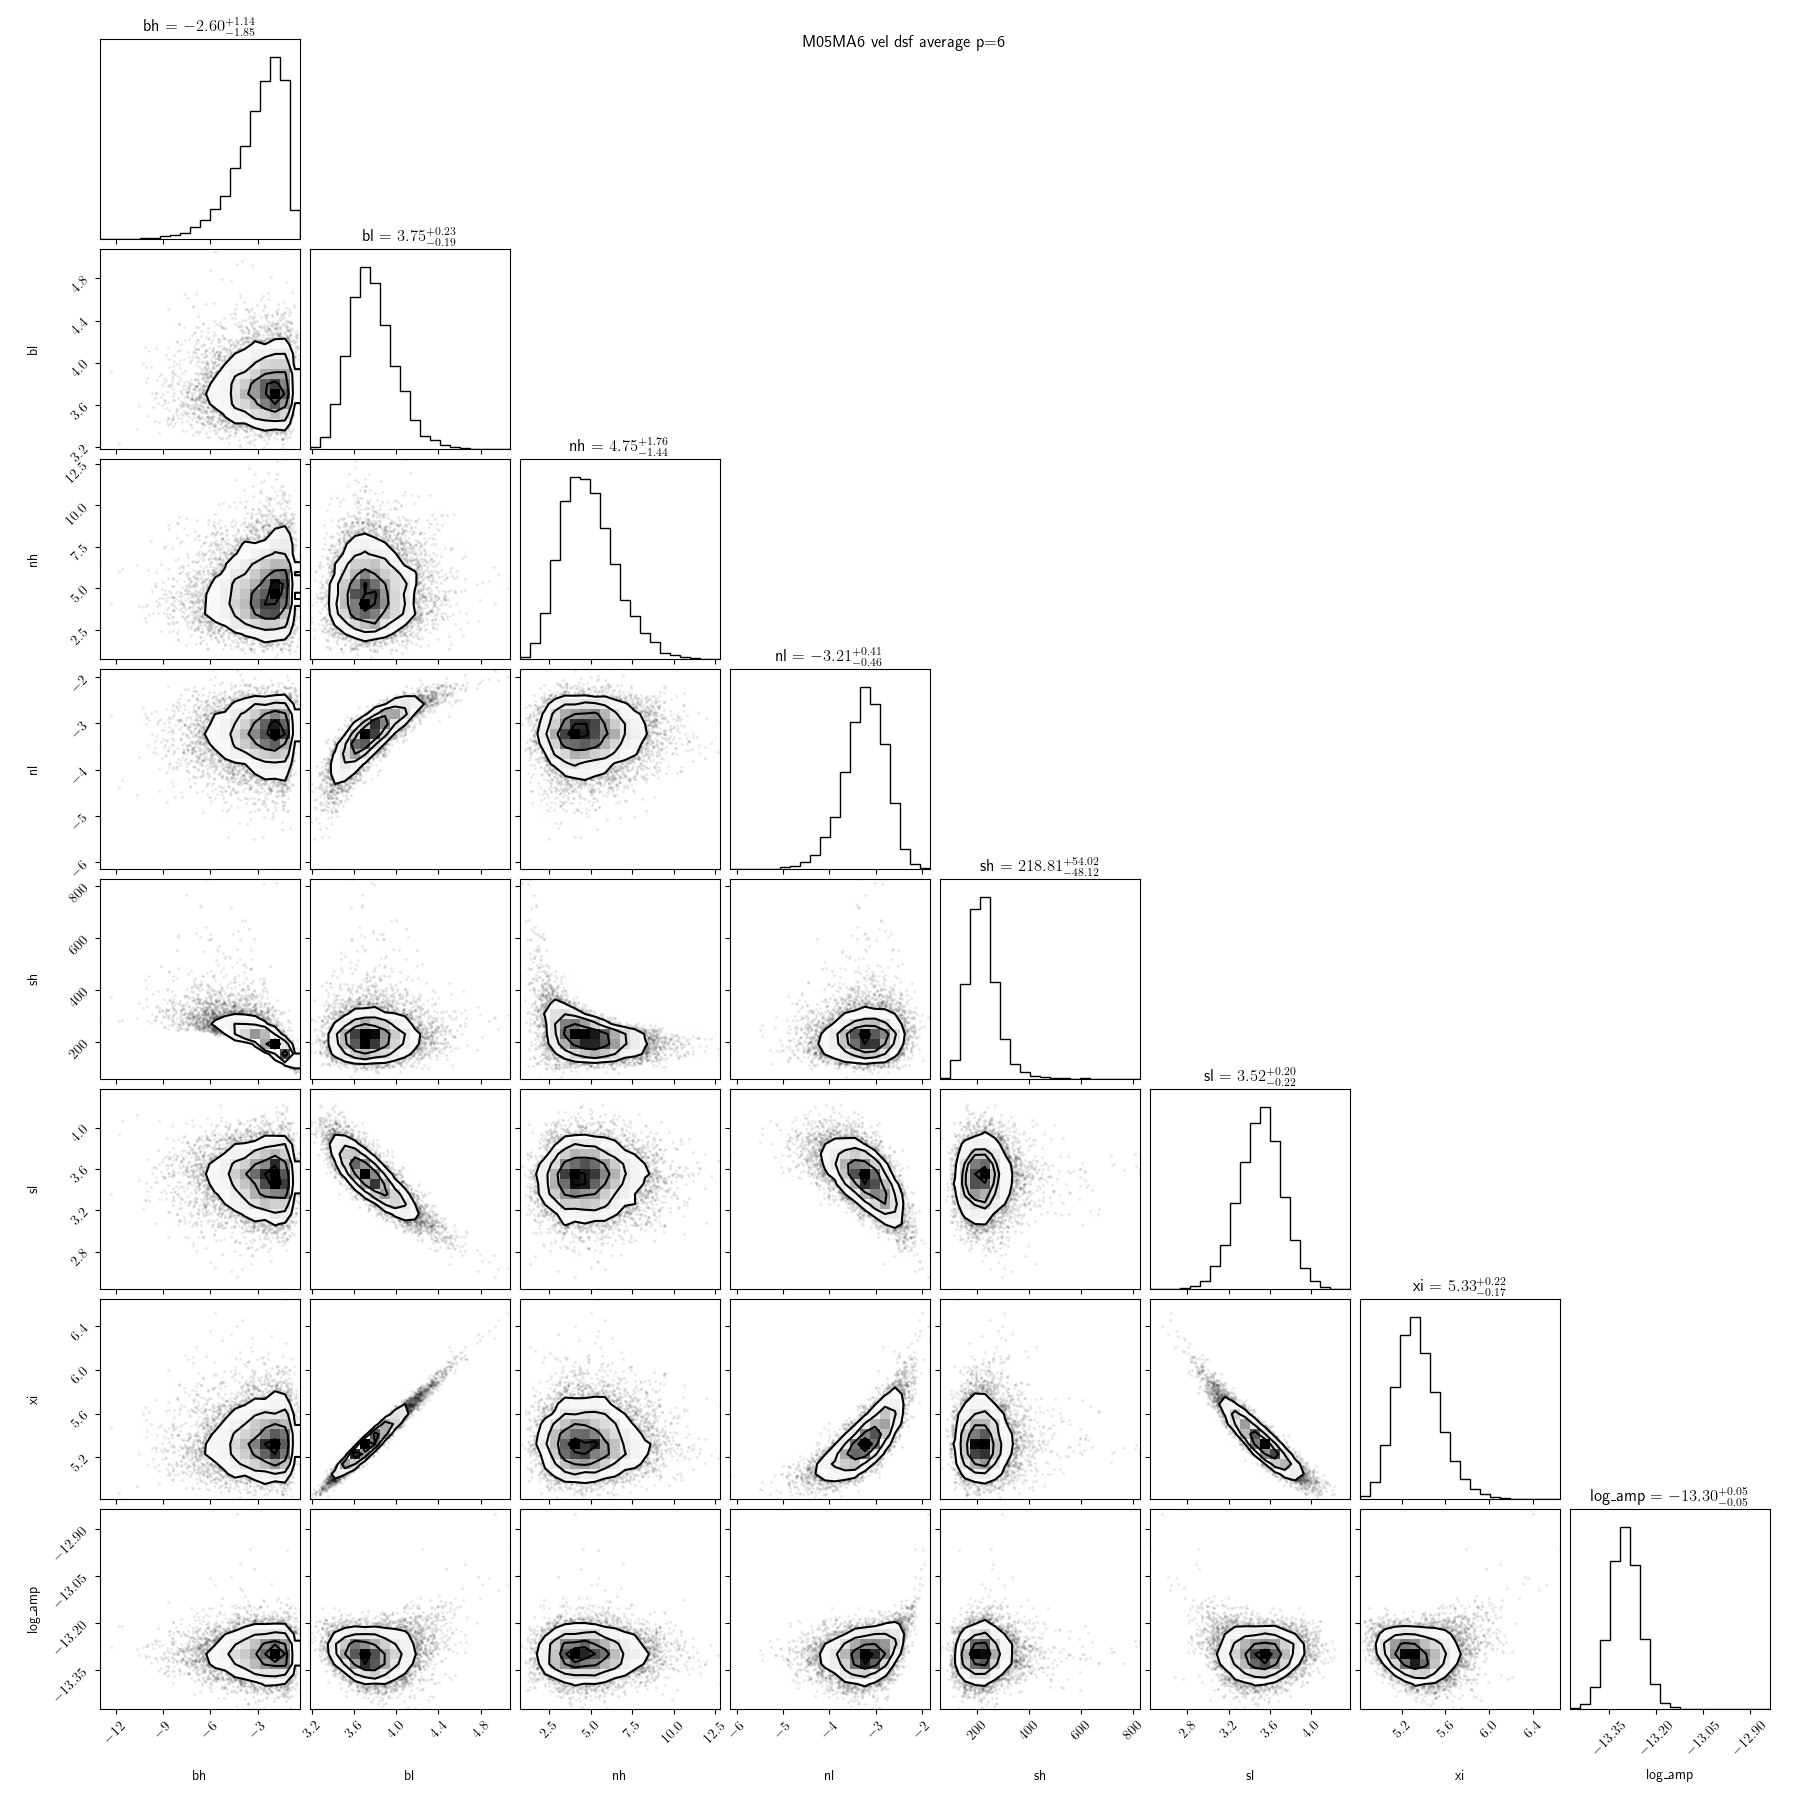 bh = −2.60+1.14−1.85
M05MA6 vel dsf average p=6
bl = 3.75+0.23−0.19
4.8
4.4
4.0
3.6
3.2
bl
nh = 4.75+1.76−1.44
12.5
10.0
7.5
5.0
2.5
nh
nl = −3.21+0.41−0.46
−2
−3
−4
−5
−6
nl
sh = 218.81+54.02−48.12
800
600
400
200
sh
sl = 3.52+0.20−0.22
4.0
3.6
3.2
2.8
sl
xi = 5.33+0.22−0.17
6.4
6.0
5.6
5.2
xi
log_amp = −13.30+0.05−0.05
−12.90
−13.05
−13.20
−13.35
log_amp
−12 −9 −6 −3 3.2 3.6 4.0 4.4 4.8 2.5 5.0 7.5 10.0 12.5 −6 −5 −4 −3 −2 200 400 600 800 2.8 3.2 3.6 4.0 5.2 5.6 6.0 6.4 −13.35 −13.20 −13.05 −12.90
bh bl nh nl sh sl xi log_amp